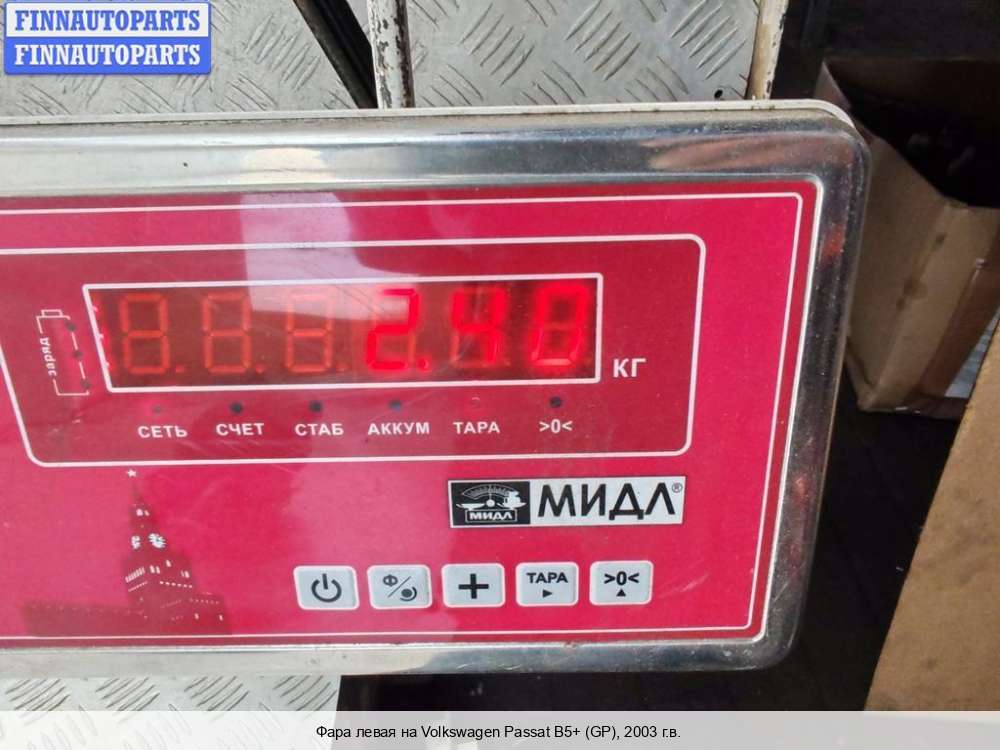 FINNAUTOPARTS
FINNAUTOPARTS
заряд
2.40
КГ
СЕТЬ СЧЕТ СТАБ АККУМ ТАРА >0<
МИДЛ МИДЛ®
Ф ТАРА >0<
Фара левая на Volkswagen Passat B5+ (GP), 2003 г.в.